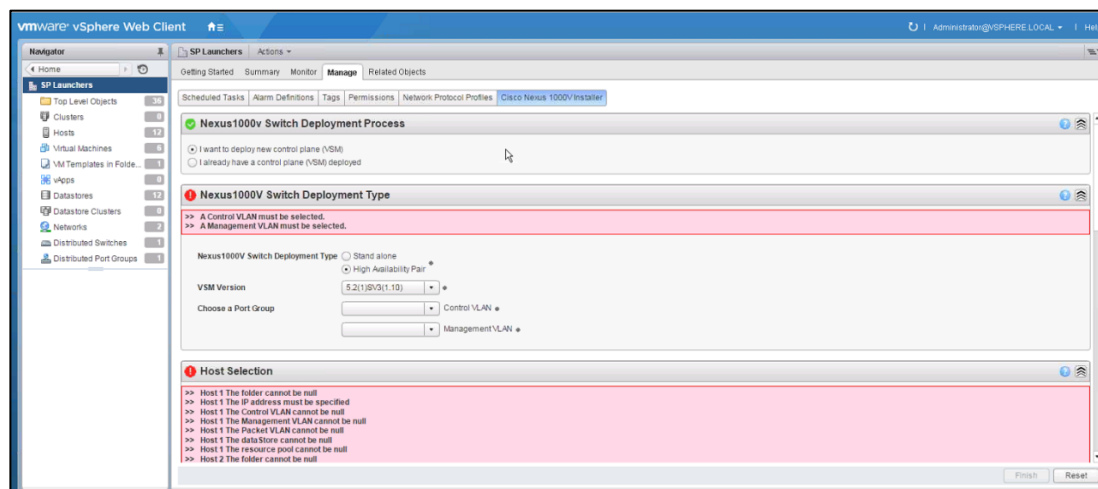 vmware® vSphere Web Client
Administrator@VSPHERE.LOCAL
Navigator
Home
SP Launchers
Top Level Objects 36
Clusters 0
Hosts 12
Virtual Machines 6
VM Templates in Folde... 1
vApps 0
Datastores 12
Datastore Clusters 0
Networks 2
Distributed Switches 1
Distributed Port Groups 1
SP Launchers Actions
Getting Started Summary Monitor Manage Related Objects
Scheduled Tasks Alarm Definitions Tags Permissions Network Protocol Profiles Cisco Nexus 1000V Installer
Nexus1000v Switch Deployment Process
I want to deploy new control plane (VSM)
I already have a control plane (VSM) deployed
Nexus1000V Switch Deployment Type
>> A Control VLAN must be selected.
>> A Management VLAN must be selected.
Nexus1000V Switch Deployment Type Stand alone
High Availability Pair
VSM Version 5.2(1)SV3(1.10)
Choose a Port Group Control VLAN
Management VLAN
Host Selection
>> Host 1 The folder cannot be null
>> Host 1 The IP address must be specified
>> Host 1 The Control VLAN cannot be null
>> Host 1 The Management VLAN cannot be null
>> Host 1 The Packet VLAN cannot be null
>> Host 1 The dataStore cannot be null
>> Host 1 The resource pool cannot be null
>> Host 2 The folder cannot be null
Finish Reset